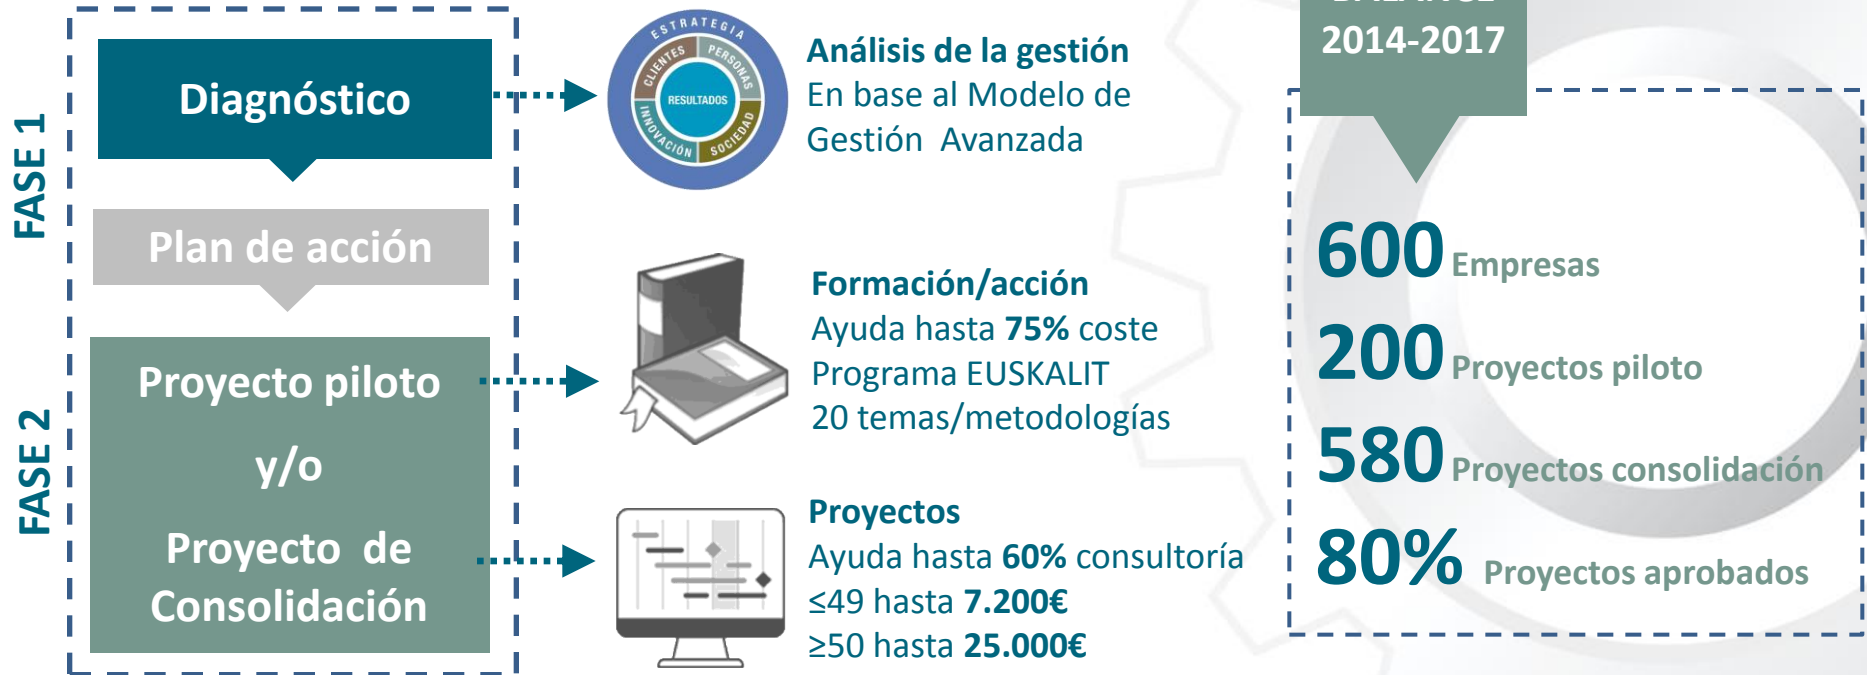 FASE 1
Diagnóstico
Plan de acción
FASE 2
Proyecto piloto
y/o
Proyecto de
Consolidación
ESTRATEGIA
CLIENTES
PERSONAS
RESULTADOS
INNOVACIÓN
SOCIEDAD
Análisis de la gestión
En base al Modelo de
Gestión Avanzada
Formación/acción
Ayuda hasta 75% coste
Programa EUSKALIT
20 temas/metodologías
Proyectos
Ayuda hasta 60% consultoría
≤49 hasta 7.200€
≥50 hasta 25.000€
2014-2017
600 Empresas
200 Proyectos piloto
580 Proyectos consolidación
80% Proyectos aprobados